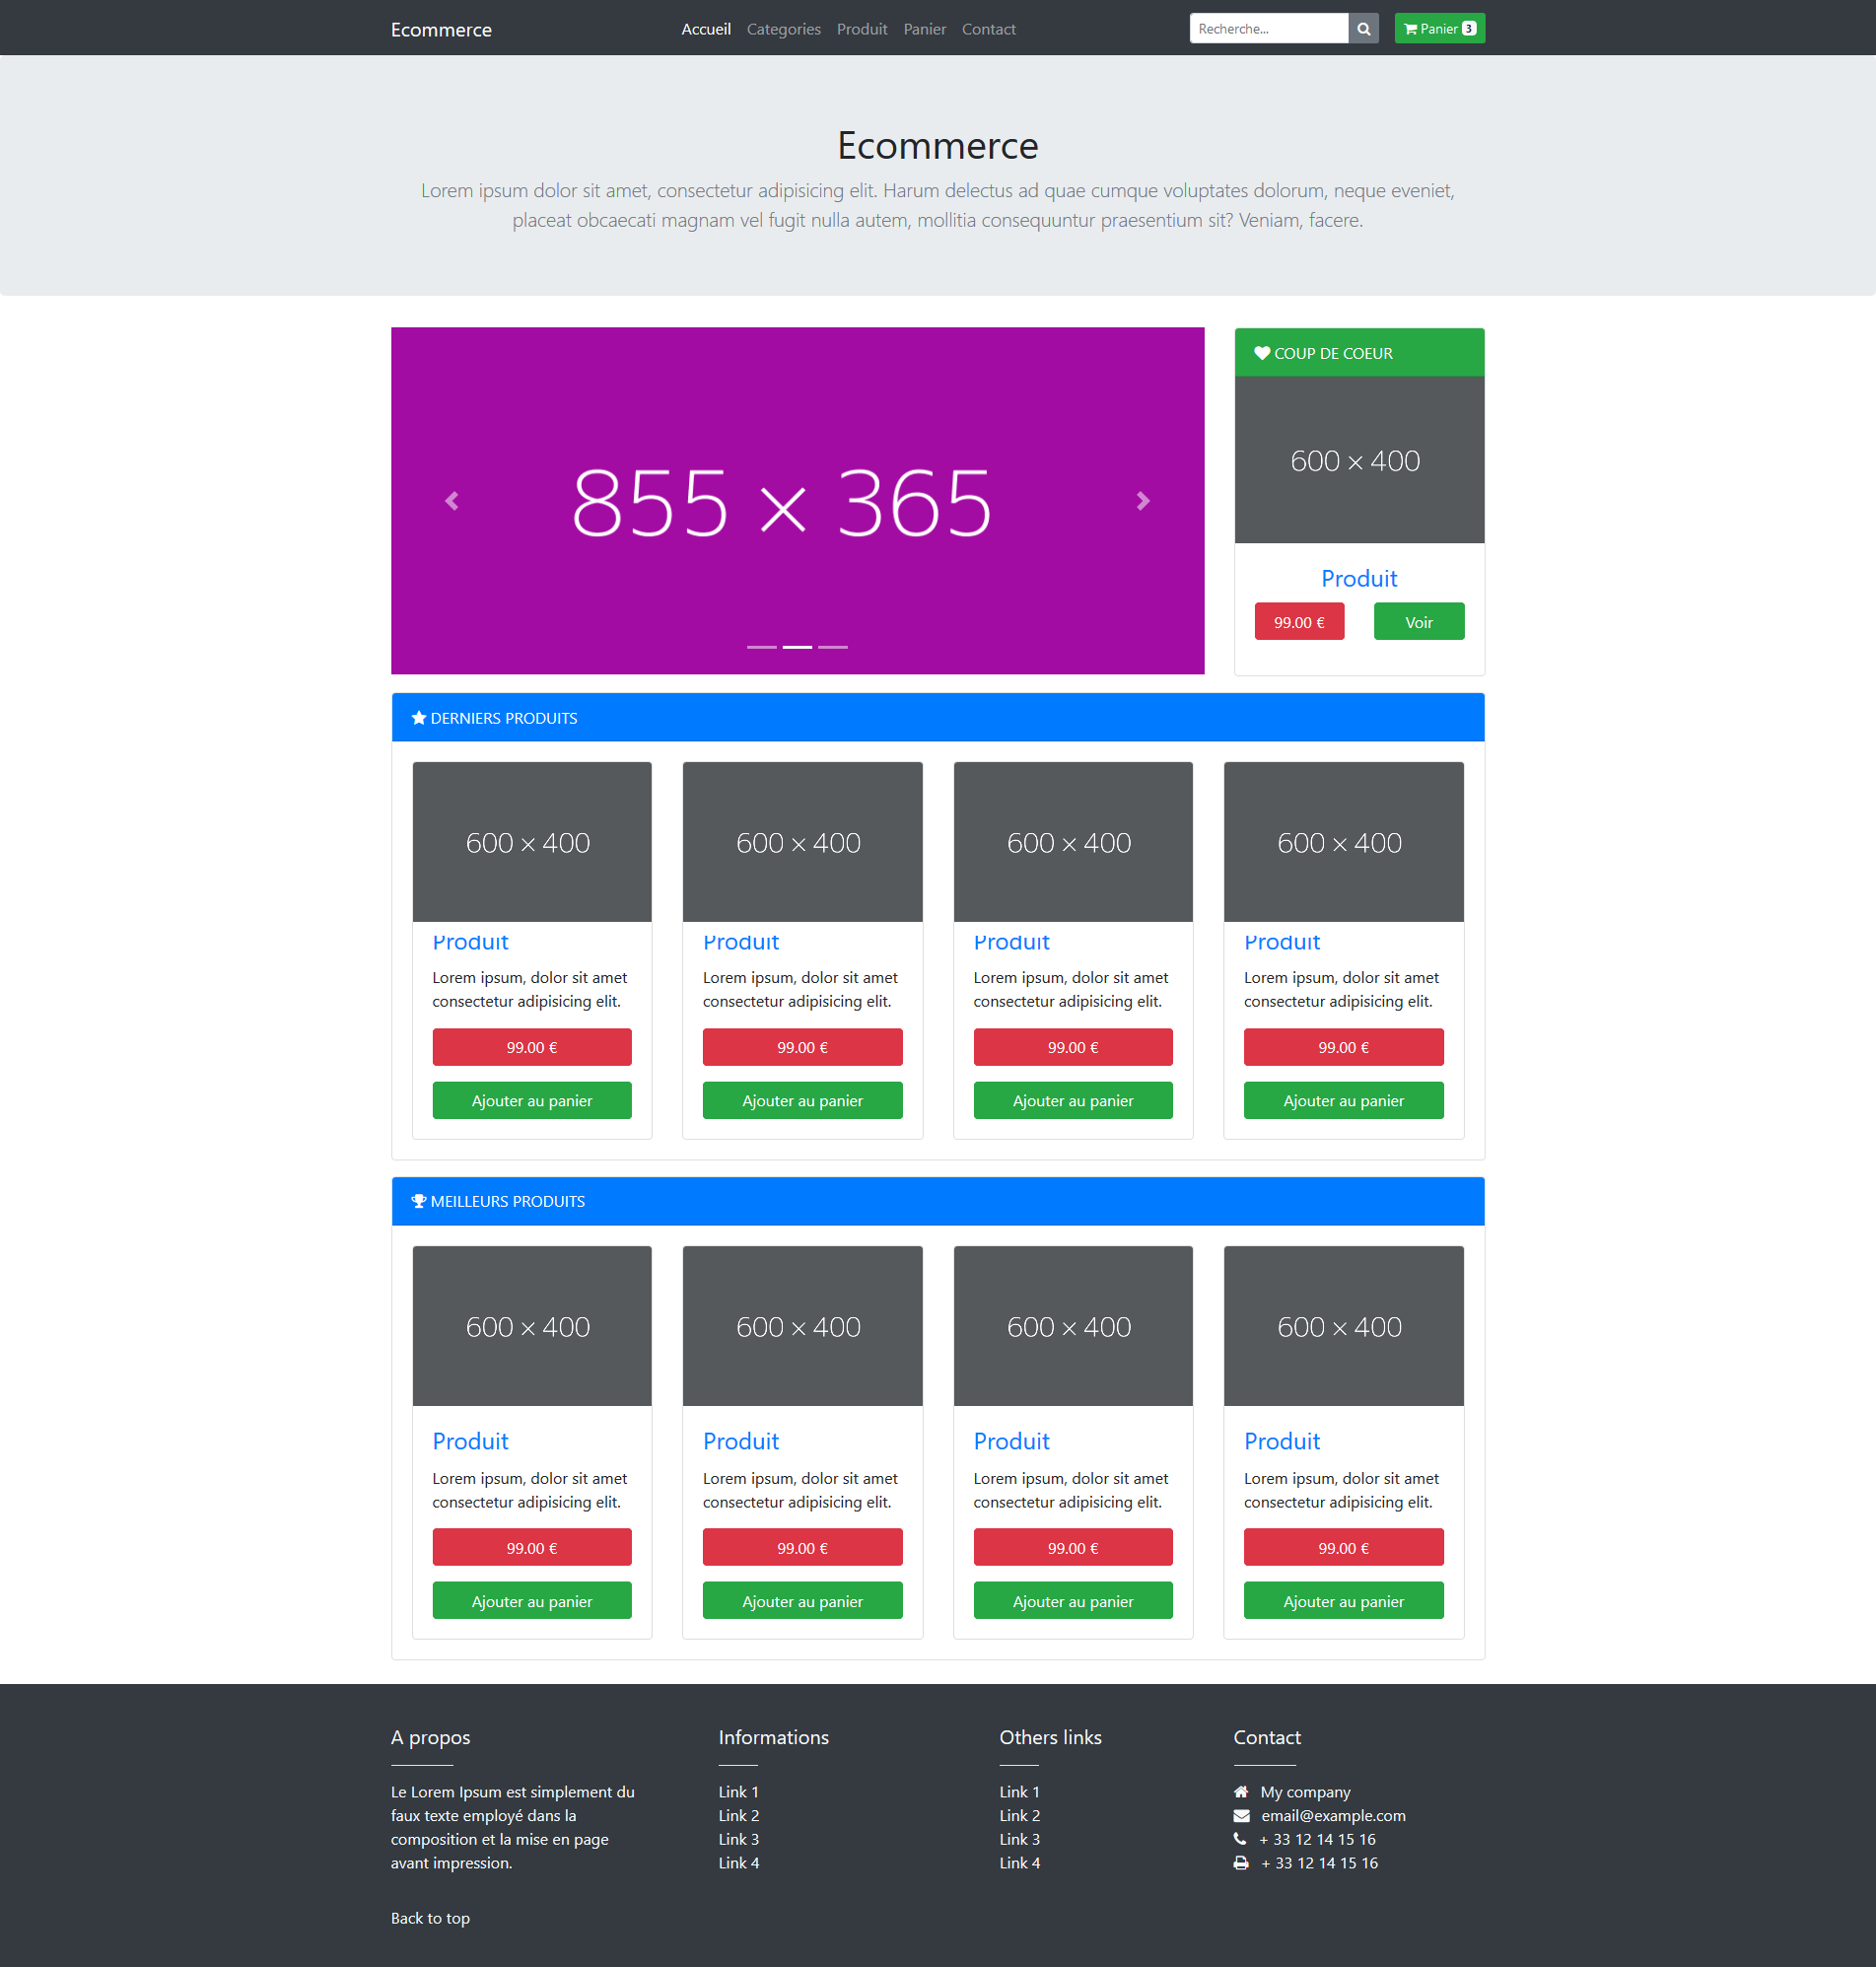 Ecommerce
Accueil Categories Produit Panier Contact
Recherche...
Panier 3
Ecommerce
Lorem ipsum dolor sit amet, consectetur adipisicing elit. Harum delectus ad quae cumque voluptates dolorum, neque eveniet,
placeat obcaecati magnam vel fugit nulla autem, mollitia consequuntur praesentium sit? Veniam, facere.
855 × 365
COUP DE COEUR
600 × 400
Produit
99.00 € Voir
DERNIERS PRODUITS
600 × 400
Produit
Lorem ipsum, dolor sit amet
consectetur adipisicing elit.
99.00 €
Ajouter au panier
600 × 400
Produit
Lorem ipsum, dolor sit amet
consectetur adipisicing elit.
99.00 €
Ajouter au panier
600 × 400
Produit
Lorem ipsum, dolor sit amet
consectetur adipisicing elit.
99.00 €
Ajouter au panier
600 × 400
Produit
Lorem ipsum, dolor sit amet
consectetur adipisicing elit.
99.00 €
Ajouter au panier
MEILLEURS PRODUITS
600 × 400
Produit
Lorem ipsum, dolor sit amet
consectetur adipisicing elit.
99.00 €
Ajouter au panier
600 × 400
Produit
Lorem ipsum, dolor sit amet
consectetur adipisicing elit.
99.00 €
Ajouter au panier
600 × 400
Produit
Lorem ipsum, dolor sit amet
consectetur adipisicing elit.
99.00 €
Ajouter au panier
600 × 400
Produit
Lorem ipsum, dolor sit amet
consectetur adipisicing elit.
99.00 €
Ajouter au panier
A propos
Le Lorem Ipsum est simplement du
faux texte employé dans la
composition et la mise en page
avant impression.
Informations
Link 1
Link 2
Link 3
Link 4
Others links
Link 1
Link 2
Link 3
Link 4
Contact
My company
email@example.com
+ 33 12 14 15 16
+ 33 12 14 15 16
Back to top